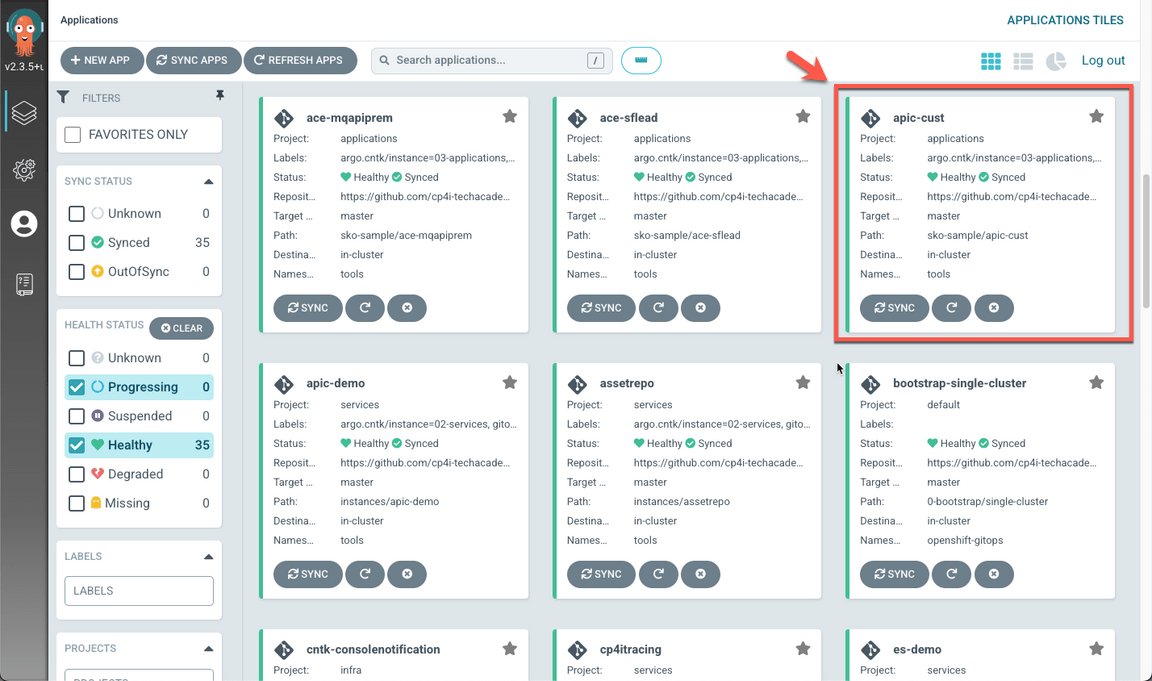 Applications
APPLICATIONS TILES
v2.3.5+u
NEW APP
SYNC APPS
REFRESH APPS
Search applications...
/
Log out
FILTERS
FAVORITES ONLY
SYNC STATUS
Unknown 0
Synced 35
OutOfSync 0
HEALTH STATUS
CLEAR
Unknown 0
Progressing 0
Suspended 0
Healthy 35
Degraded 0
Missing 0
LABELS
LABELS
PROJECTS
ace-mqapiprem
Project: applications
Labels: argo.cntk/instance=03-applications,...
Status: Healthy Synced
Reposit... https://github.com/cp4i-techacade...
Target ... master
Path: sko-sample/ace-mqapiprem
Destina... in-cluster
Names... tools
SYNC
ace-sflead
Project: applications
Labels: argo.cntk/instance=03-applications,...
Status: Healthy Synced
Reposit... https://github.com/cp4i-techacade...
Target ... master
Path: sko-sample/ace-sflead
Destina... in-cluster
Names... tools
SYNC
apic-cust
Project: applications
Labels: argo.cntk/instance=03-applications,...
Status: Healthy Synced
Reposit... https://github.com/cp4i-techacade...
Target ... master
Path: sko-sample/apic-cust
Destina... in-cluster
Names... tools
SYNC
apic-demo
Project: services
Labels: argo.cntk/instance=02-services, gito...
Status: Healthy Synced
Reposit... https://github.com/cp4i-techacade...
Target ... master
Path: instances/apic-demo
Destina... in-cluster
Names... tools
SYNC
assetrepo
Project: services
Labels: argo.cntk/instance=02-services, gito...
Status: Healthy Synced
Reposit... https://github.com/cp4i-techacade...
Target ... master
Path: instances/assetrepo
Destina... in-cluster
Names... tools
SYNC
bootstrap-single-cluster
Project: default
Labels:
Status: Healthy Synced
Reposit... https://github.com/cp4i-techacade...
Target ... master
Path: 0-bootstrap/single-cluster
Destina... in-cluster
Names... openshift-gitops
SYNC
cntk-consolenotification
Project: infra
cp4itracing
Project: services
es-demo
Project: services